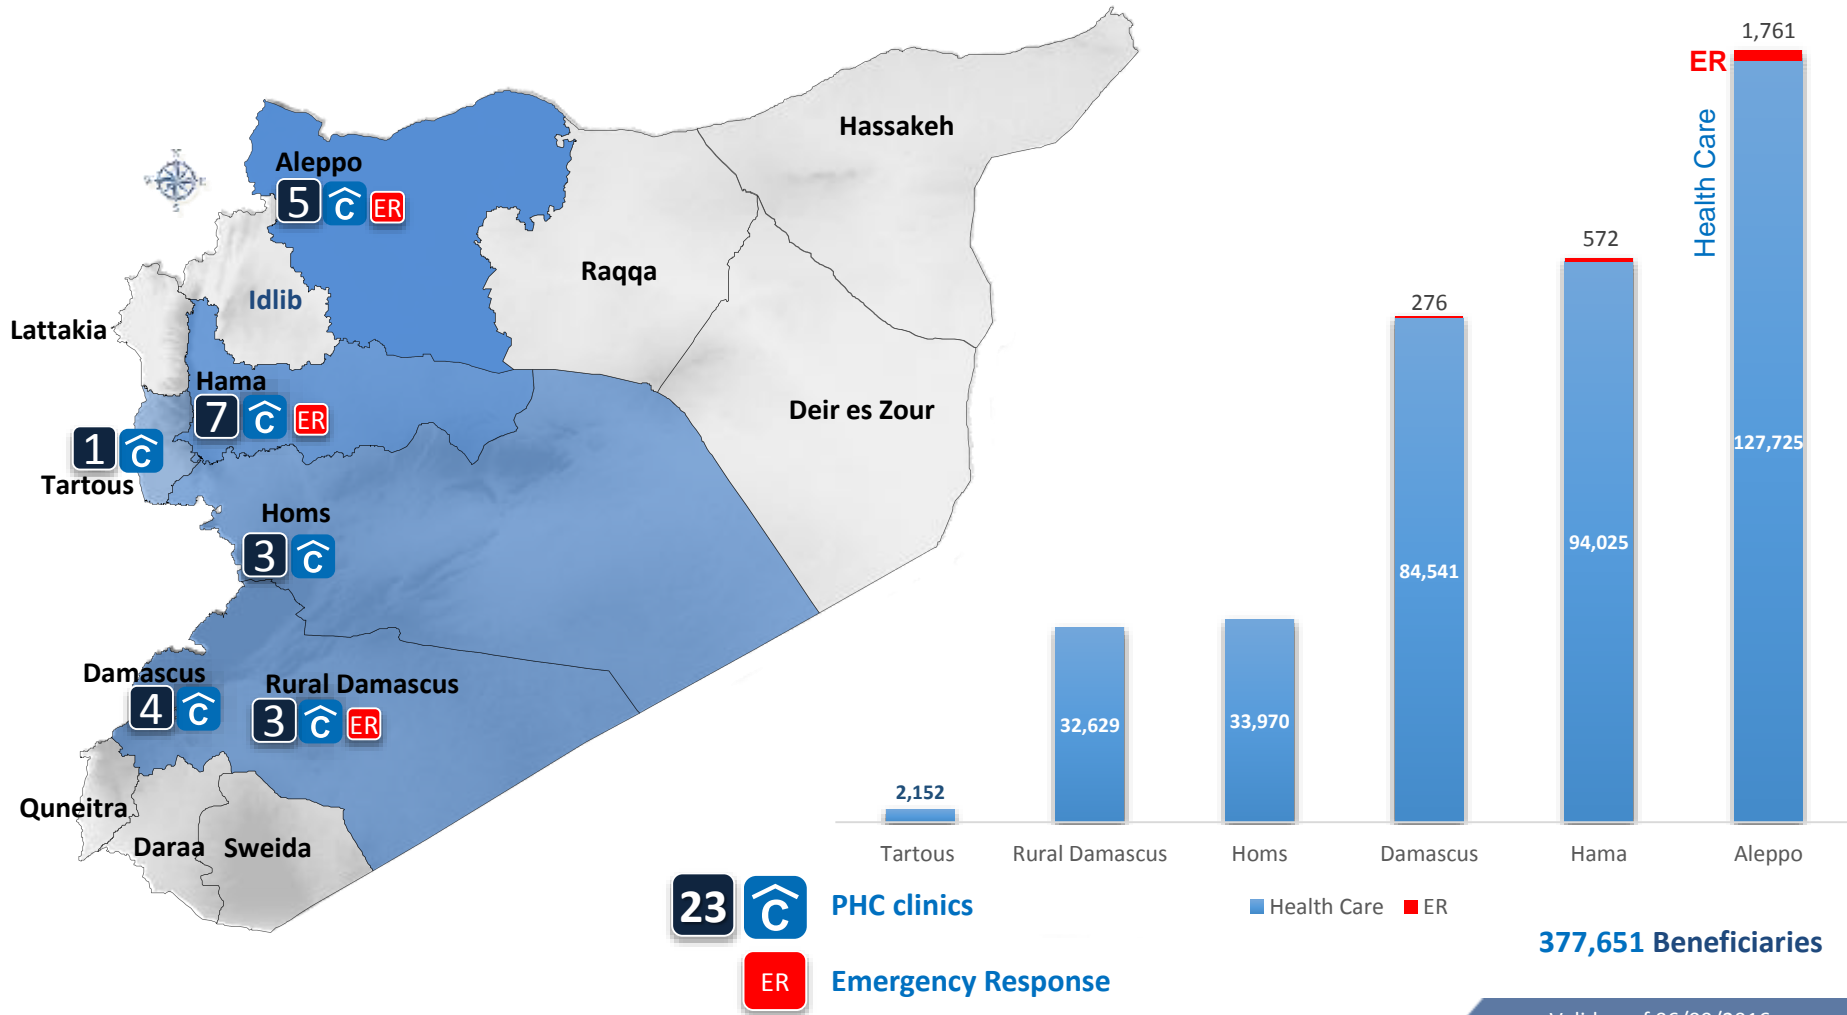 Hassakeh
Aleppo
5 C ER
Raqqa
Idlib
Lattakia
Hama
7 C ER
Deir es Zour
1 C
Tartous
Homs
3 C
Damascus
4 C
Rural Damascus
3 C ER
Quneitra
Daraa
Sweida
N
E
S
W
23 C PHC clinics
ER Emergency Response
1,761
ER
Health Care
127,725
572
94,025
276
84,541
33,970
32,629
2,152
Tartous Rural Damascus Homs Damascus Hama Aleppo
Health Care ER
377,651 Beneficiaries